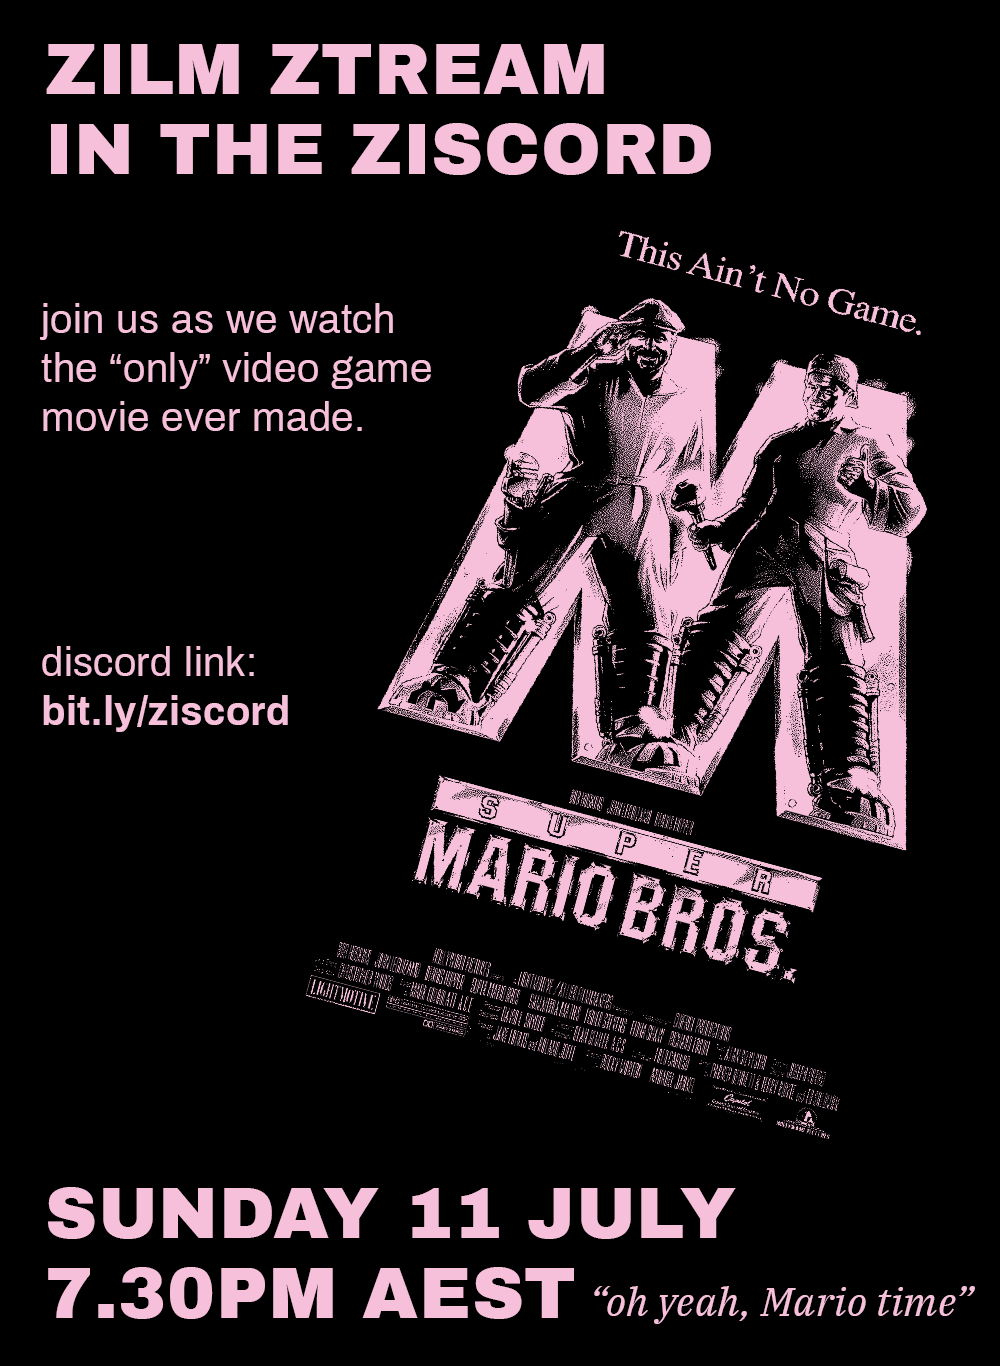 ZILM ZTREAM
IN THE ZISCORD
This Ain't No Game.
join us as we watch
the “only” video game
movie ever made.
discord link:
bit.ly/ziscord
SUPER
MARIO BROS.
LIGHTMOTIVE
Capitol
SUNDAY 11 JULY
7.30PM AEST “oh yeah, Mario time”